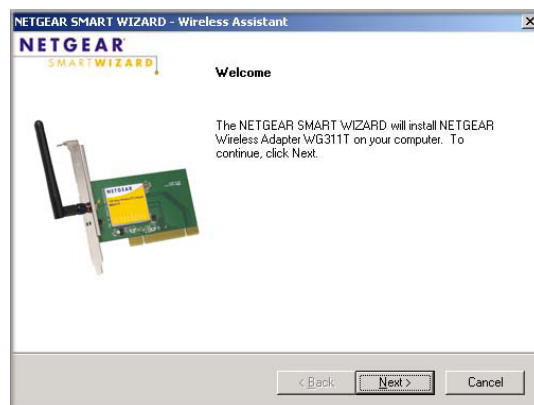 NETGEAR SMART WIZARD - Wireless Assistant
NETGEAR
SMARTWIZARD
Welcome
The NETGEAR SMART WIZARD will install NETGEAR
Wireless Adapter WG311T on your computer. To
continue, click Next.
NETGEAR
< Back
Next >
Cancel